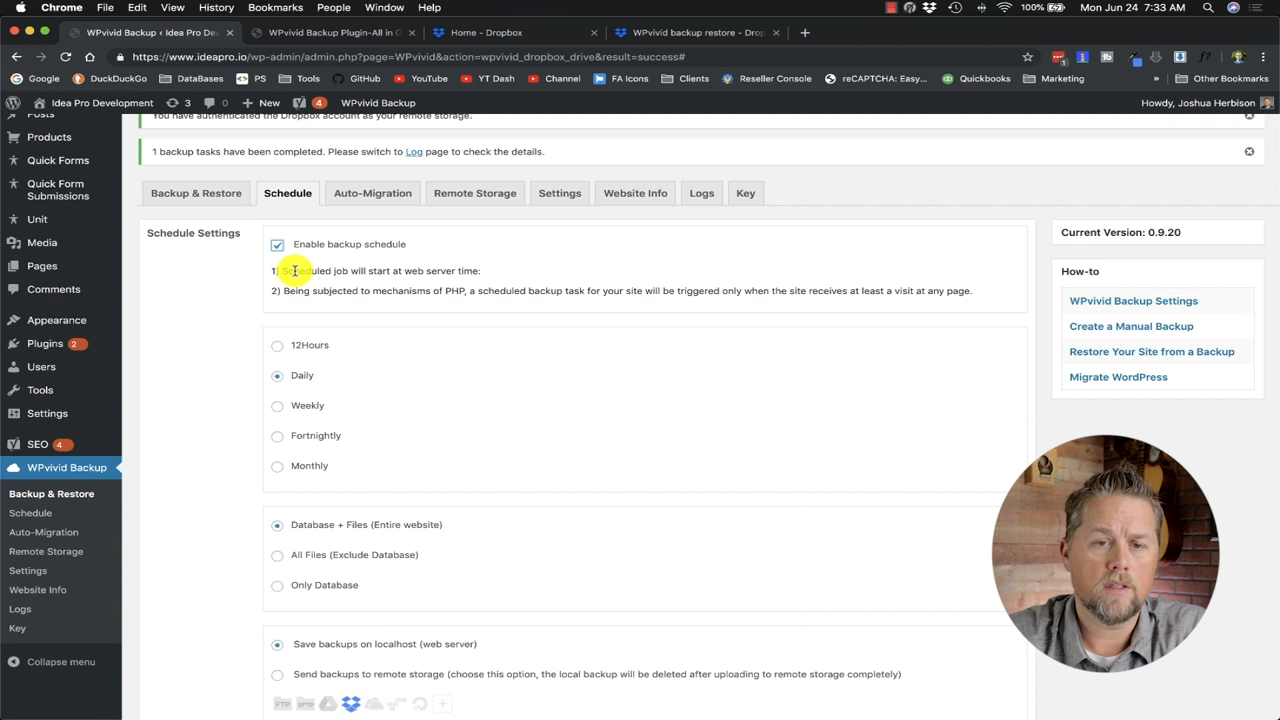 Chrome File Edit View History Bookmarks People Window Help
100% Mon Jun 24 7:33 AM
WPvivid Backup ‹ Idea Pro Dev
WPvivid Backup Plugin-All in O
Home - Dropbox
WPvivid backup restore - Drop
https://www.ideapro.io/wp-admin/admin.php?page=WPvivid&action=wpvivid_dropbox_drive&result=success#
Google DuckDuckGo DataBases PS Tools GitHub YouTube YT Dash Channel FA Icons Cloudliy Reseller Console reCAPTCHA: Easy... Quickbooks Marketing » Other Bookmarks
Idea Pro Development 3 0 + New 4 WPvivid Backup Howdy, Joshua Herbison
Posts
Products
Quick Forms
Quick Form
Submissions
Unit
Media
Pages
Comments
Appearance
Plugins 2
Users
Tools
Settings
SEO 4
WPvivid Backup
Backup & Restore
Schedule
Auto-Migration
Remote Storage
Settings
Website Info
Logs
Key
Collapse menu
You have authenticated the Dropbox account as your remote storage.
1 backup tasks have been completed. Please switch to Log page to check the details.
Backup & Restore Schedule Auto-Migration Remote Storage Settings Website Info Logs Key
Schedule Settings
Enable backup schedule
1) Scheduled job will start at web server time:
2) Being subjected to mechanisms of PHP, a scheduled backup task for your site will be triggered only when the site receives at least a visit at any page.
12Hours
Daily
Weekly
Fortnightly
Monthly
Database + Files (Entire website)
All Files (Exclude Database)
Only Database
Save backups on localhost (web server)
Send backups to remote storage (choose this option, the local backup will be deleted after uploading to remote storage completely)
FTP SFTP
Current Version: 0.9.20
How-to
WPvivid Backup Settings
Create a Manual Backup
Restore Your Site from a Backup
Migrate WordPress